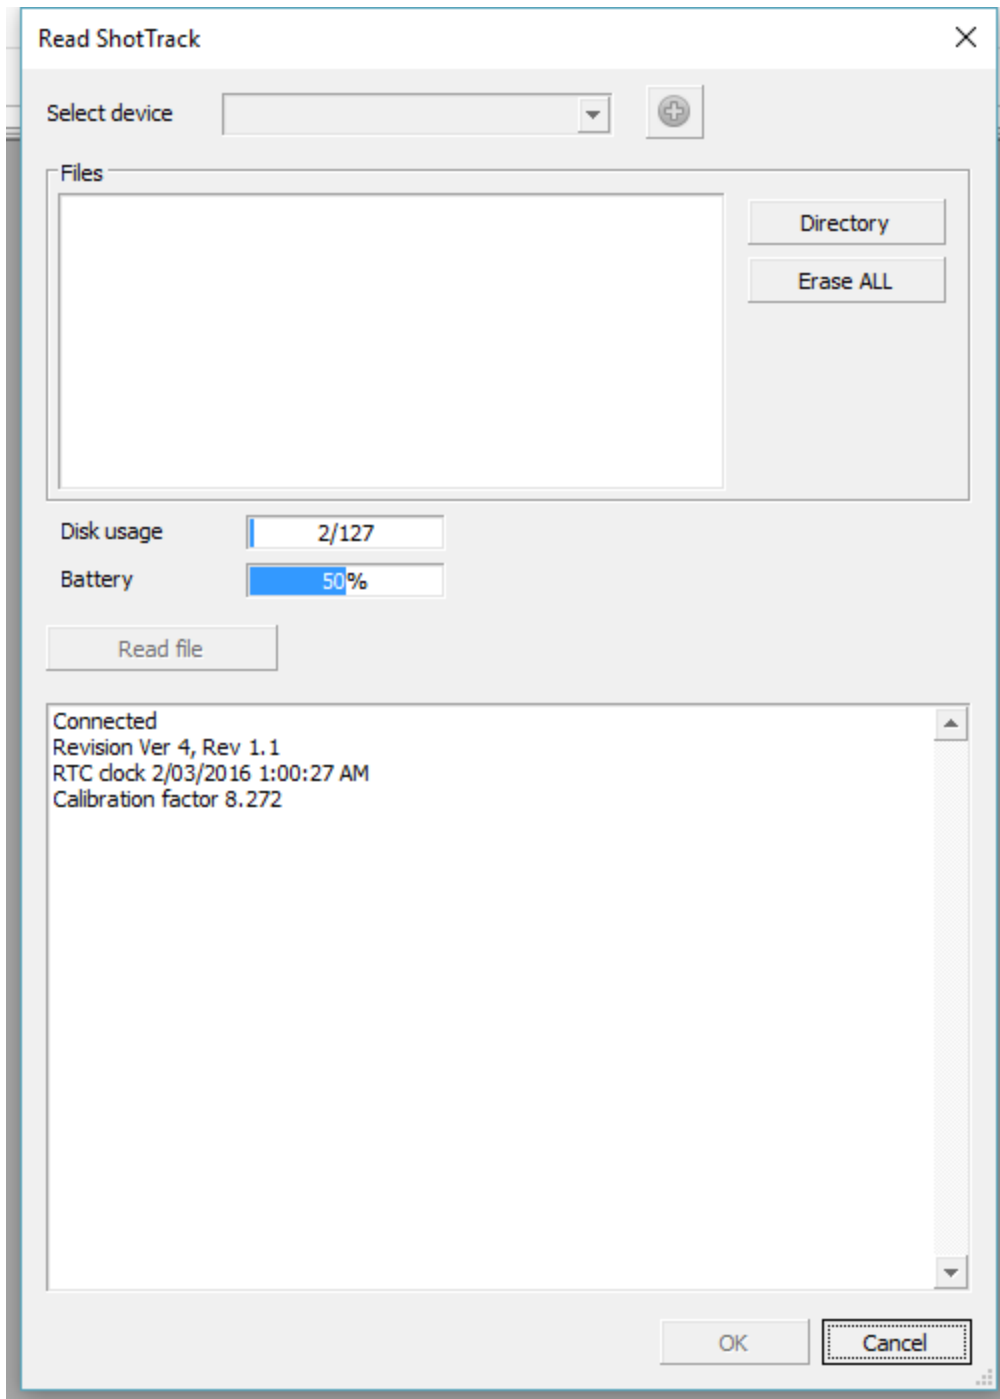 Read ShotTrack
Select device
Files
Directory
Erase ALL
Disk usage 2/127
Battery 50%
Read file
Connected
Revision Ver 4, Rev 1.1
RTC clock 2/03/2016 1:00:27 AM
Calibration factor 8.272
OK Cancel